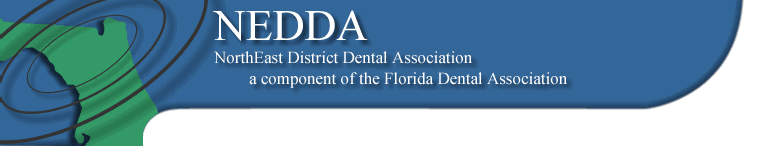 NEDDA
NorthEast District Dental Association
a component of the Florida Dental Association